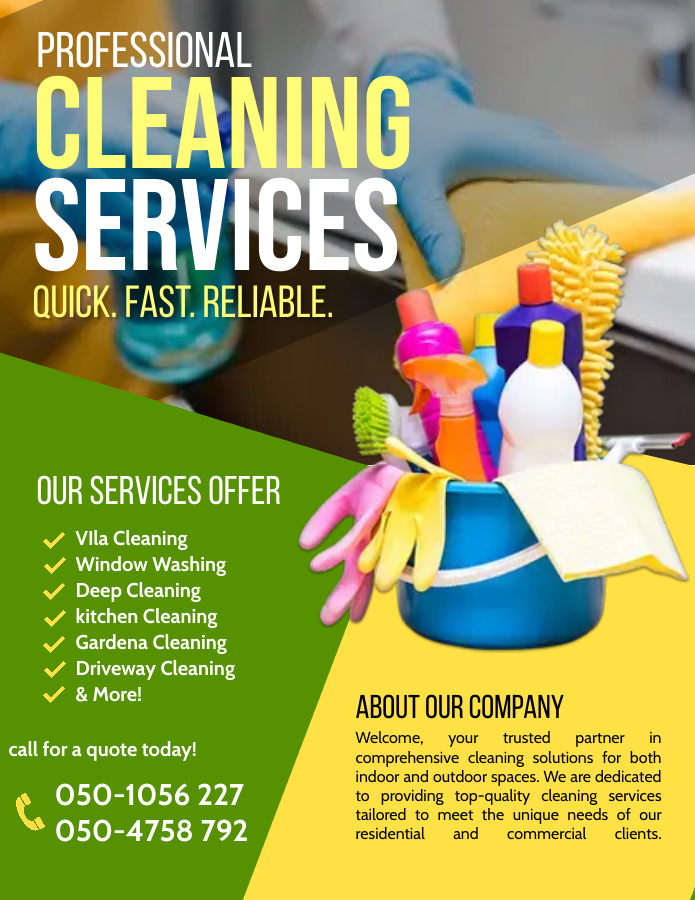 PROFESSIONAL
CLEANING
SERVICES
QUICK. FAST. RELIABLE.
OUR SERVICES OFFER
VIla Cleaning
Window Washing
Deep Cleaning
kitchen Cleaning
Gardena Cleaning
Driveway Cleaning
& More!
call for a quote today!
050-1056 227
050-4758 792
ABOUT OUR COMPANY
Welcome, your trusted partner in
comprehensive cleaning solutions for both
indoor and outdoor spaces. We are dedicated
to providing top-quality cleaning services
tailored to meet the unique needs of our
residential and commercial clients.